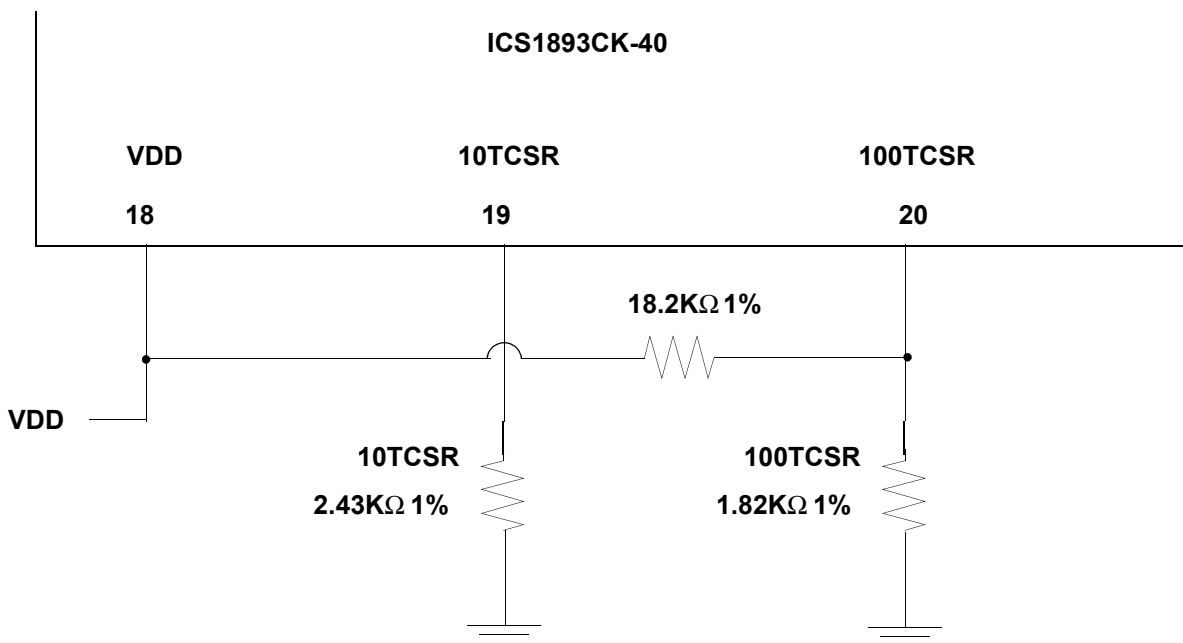 ICS1893CK-40
VDD 10TCSR 100TCSR
18 19 20
18.2KΩ 1%
VDD
10TCSR 100TCSR
2.43KΩ 1% 1.82KΩ 1%